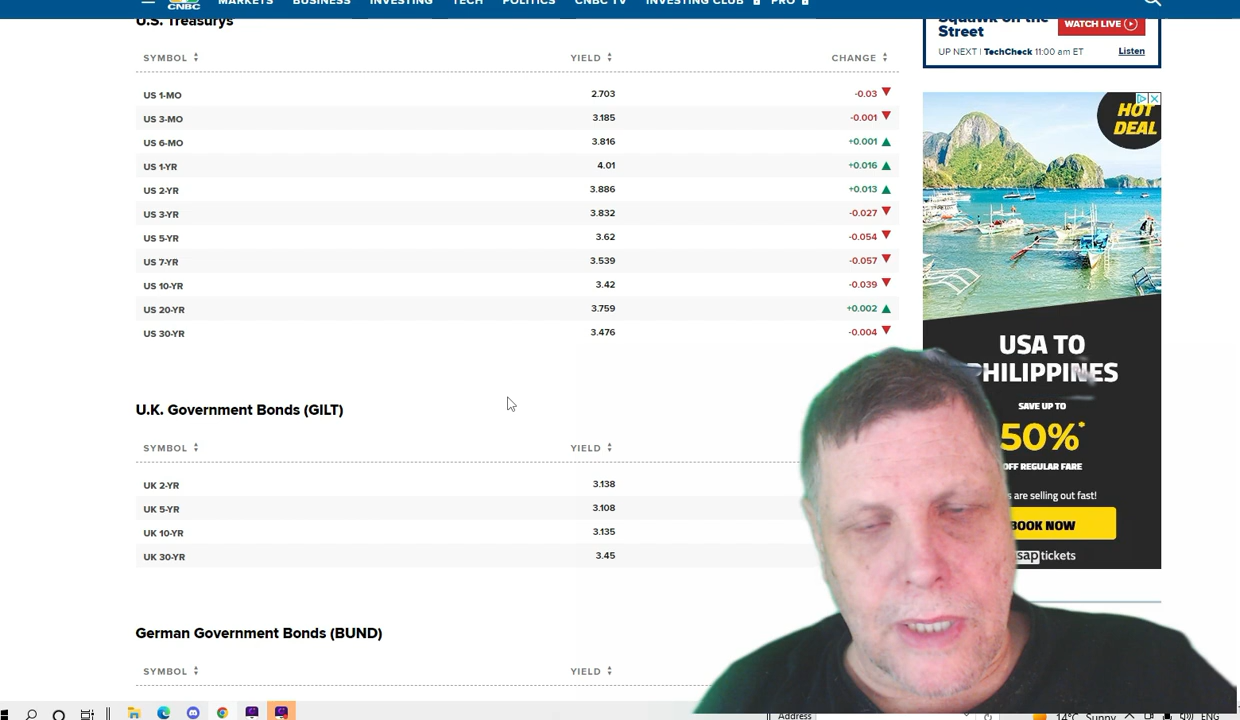 CNBC
MARKETS BUSINESS INVESTING TECH POLITICS CNBC TV INVESTING CLUB PRO
U.S. Treasurys
SYMBOL YIELD CHANGE
US 1-MO 2.703 -0.03
US 3-MO 3.185 -0.001
US 6-MO 3.816 +0.001
US 1-YR 4.01 +0.016
US 2-YR 3.886 +0.013
US 3-YR 3.832 -0.027
US 5-YR 3.62 -0.054
US 7-YR 3.539 -0.057
US 10-YR 3.42 -0.039
US 20-YR 3.759 +0.002
US 30-YR 3.476 -0.004
U.K. Government Bonds (GILT)
SYMBOL YIELD
UK 2-YR 3.138
UK 5-YR 3.108
UK 10-YR 3.135
UK 30-YR 3.45
German Government Bonds (BUND)
SYMBOL YIELD
Squawk on the
Street
WATCH LIVE
UP NEXT | TechCheck 11:00 am ET Listen
HOT
DEAL
USA TO
PHILIPPINES
SAVE UP TO
50%*
OFF REGULAR FARE
s are selling out fast!
BOOK NOW
asaptickets
Address
14°C Sunny
ENG